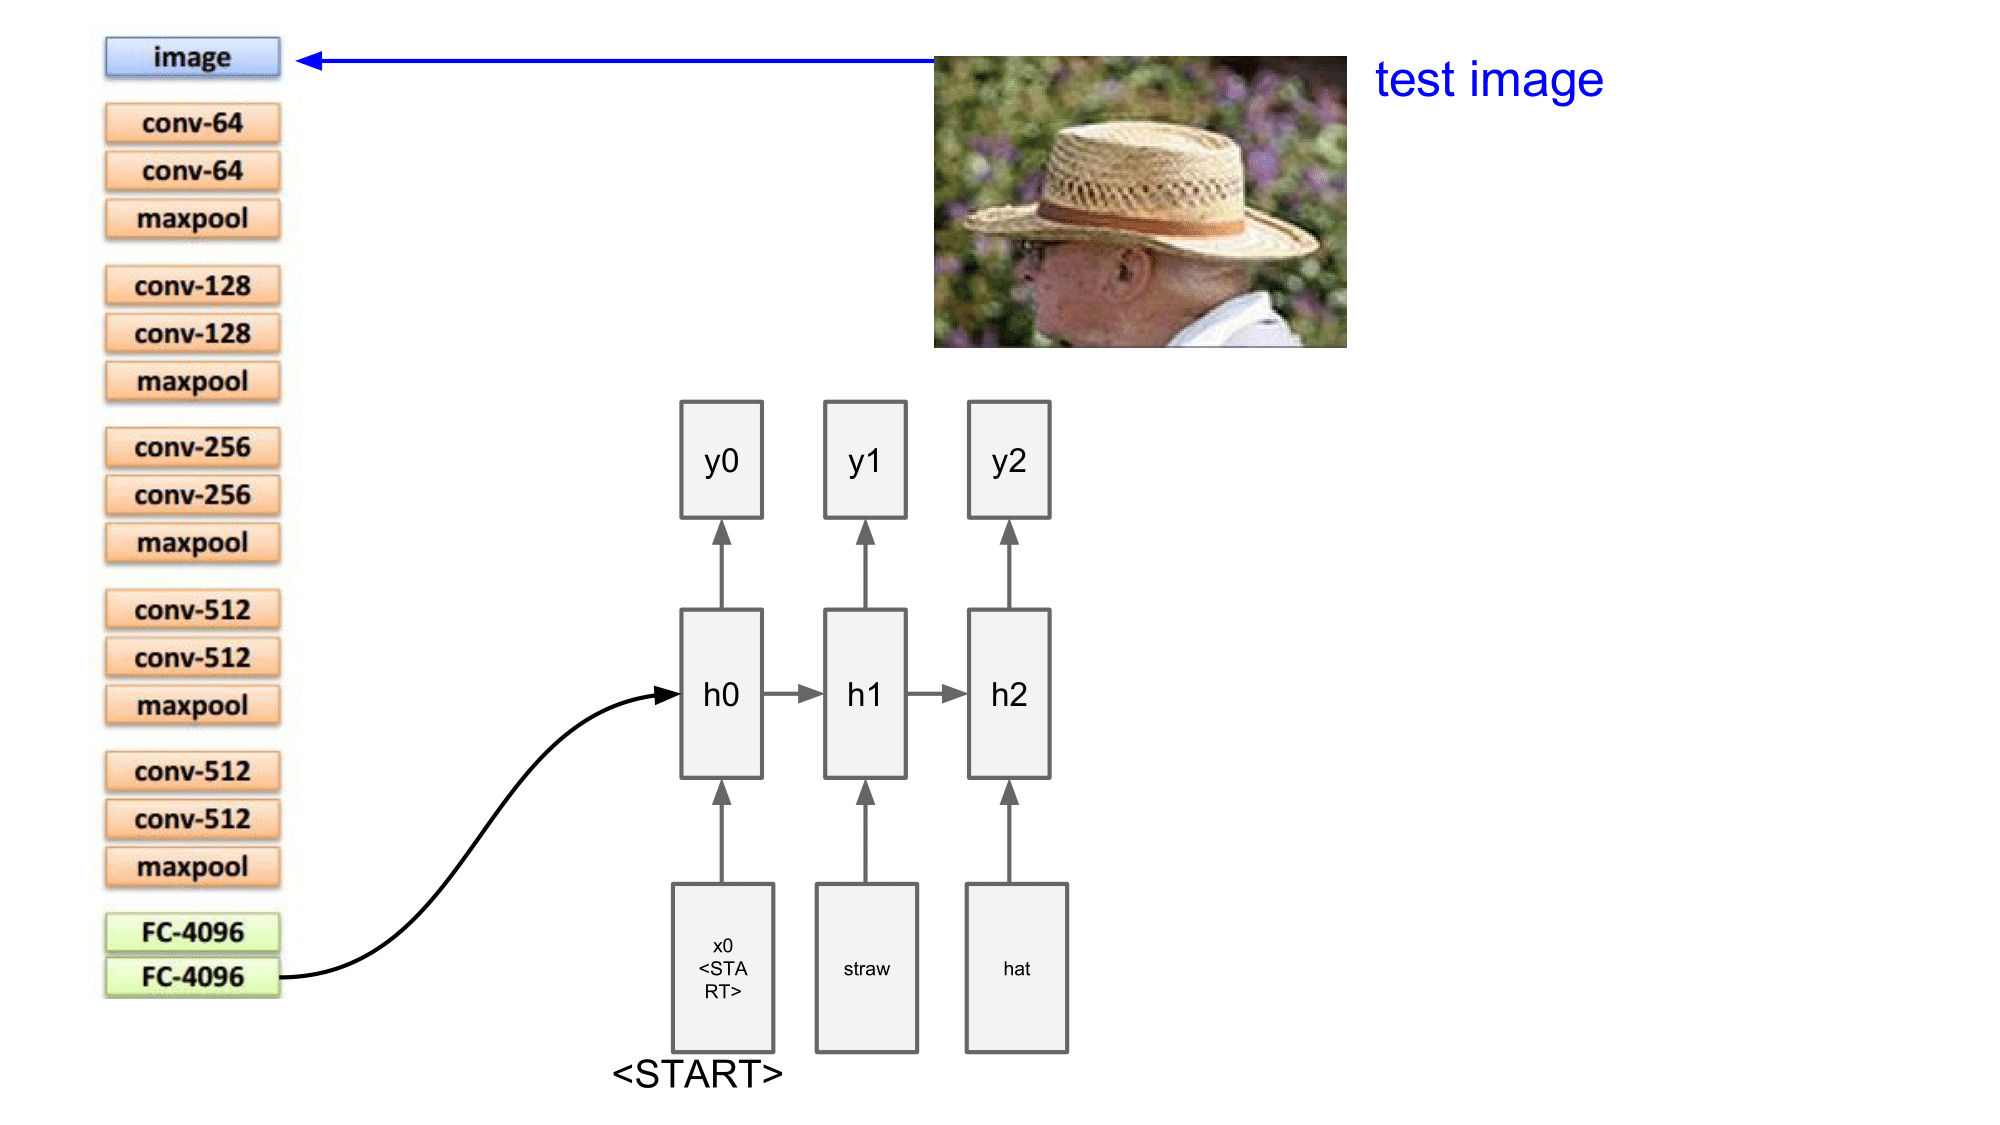 image
conv-64
conv-64
maxpool
conv-128
conv-128
maxpool
conv-256
conv-256
maxpool
conv-512
conv-512
maxpool
conv-512
conv-512
maxpool
FC-4096
FC-4096
test image
y0
y1
y2
h0
h1
h2
x0
<STA
RT>
straw
hat
<START>